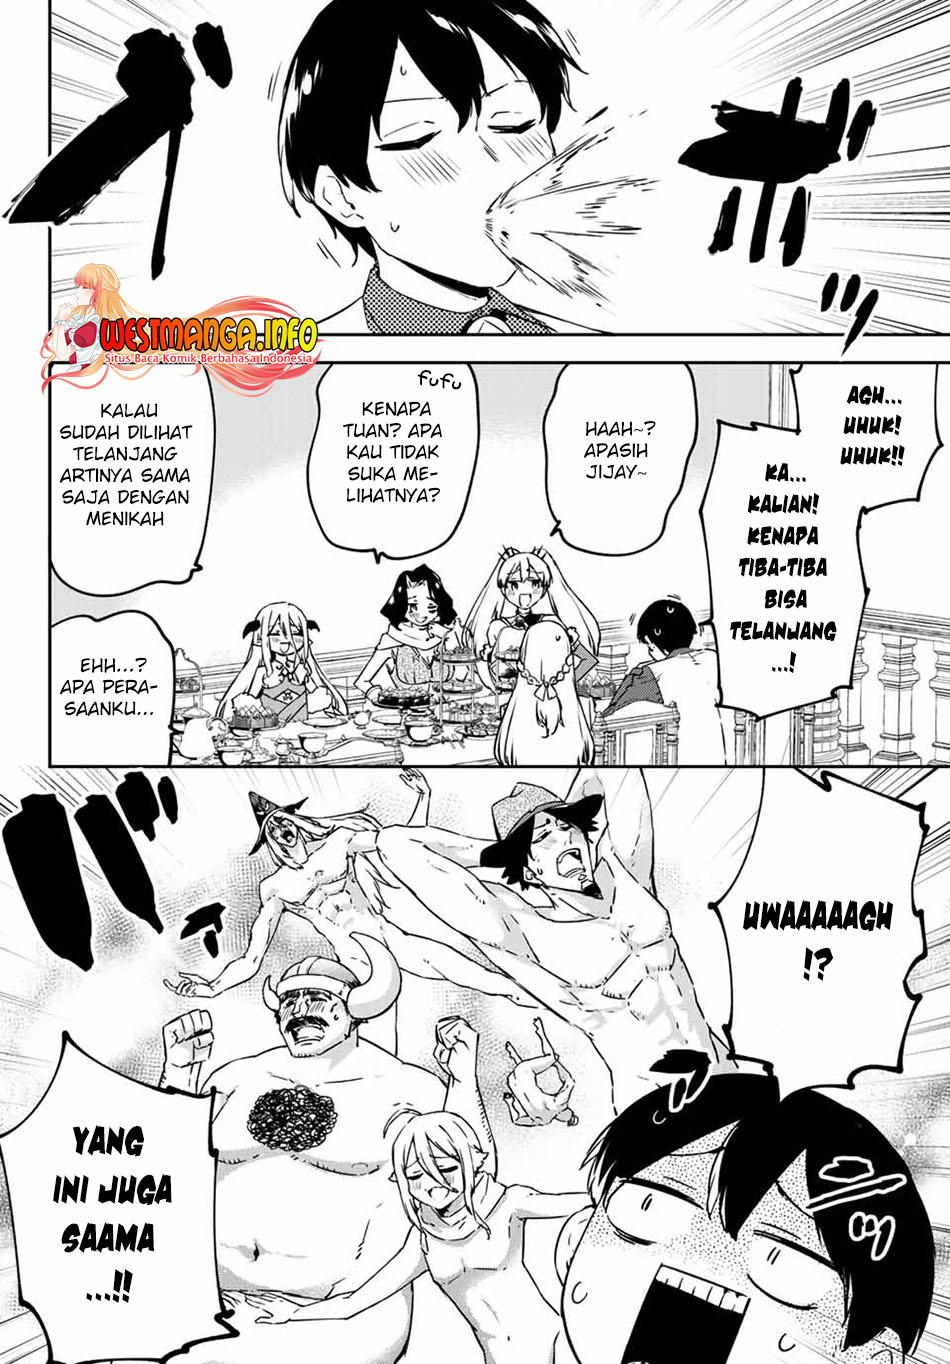 WESTMANGA.INFO
Situs Baca Komik Berbahasa Indonesia
AGH...
UHUK!
UHUK!!
KA...
KALIAN!
KENAPA
TIBA-TIBA
BISA
TELANJANG
...!
HAAH~?
APASIH
JIJAY~
fufu
KENAPA
TUAN? APA
KAU TIDAK
SUKA ME-
LIHATNYA?
KALAU
SUDAH DILIHAT
TELANJANG
ARTINYA SAMA
SAJA DENGAN
MENIKAH
EHH...?
APA PERA-
SAANKU...
UWAAAAAGH
!?
YANG
INI JUGA
SAAMA
...!!